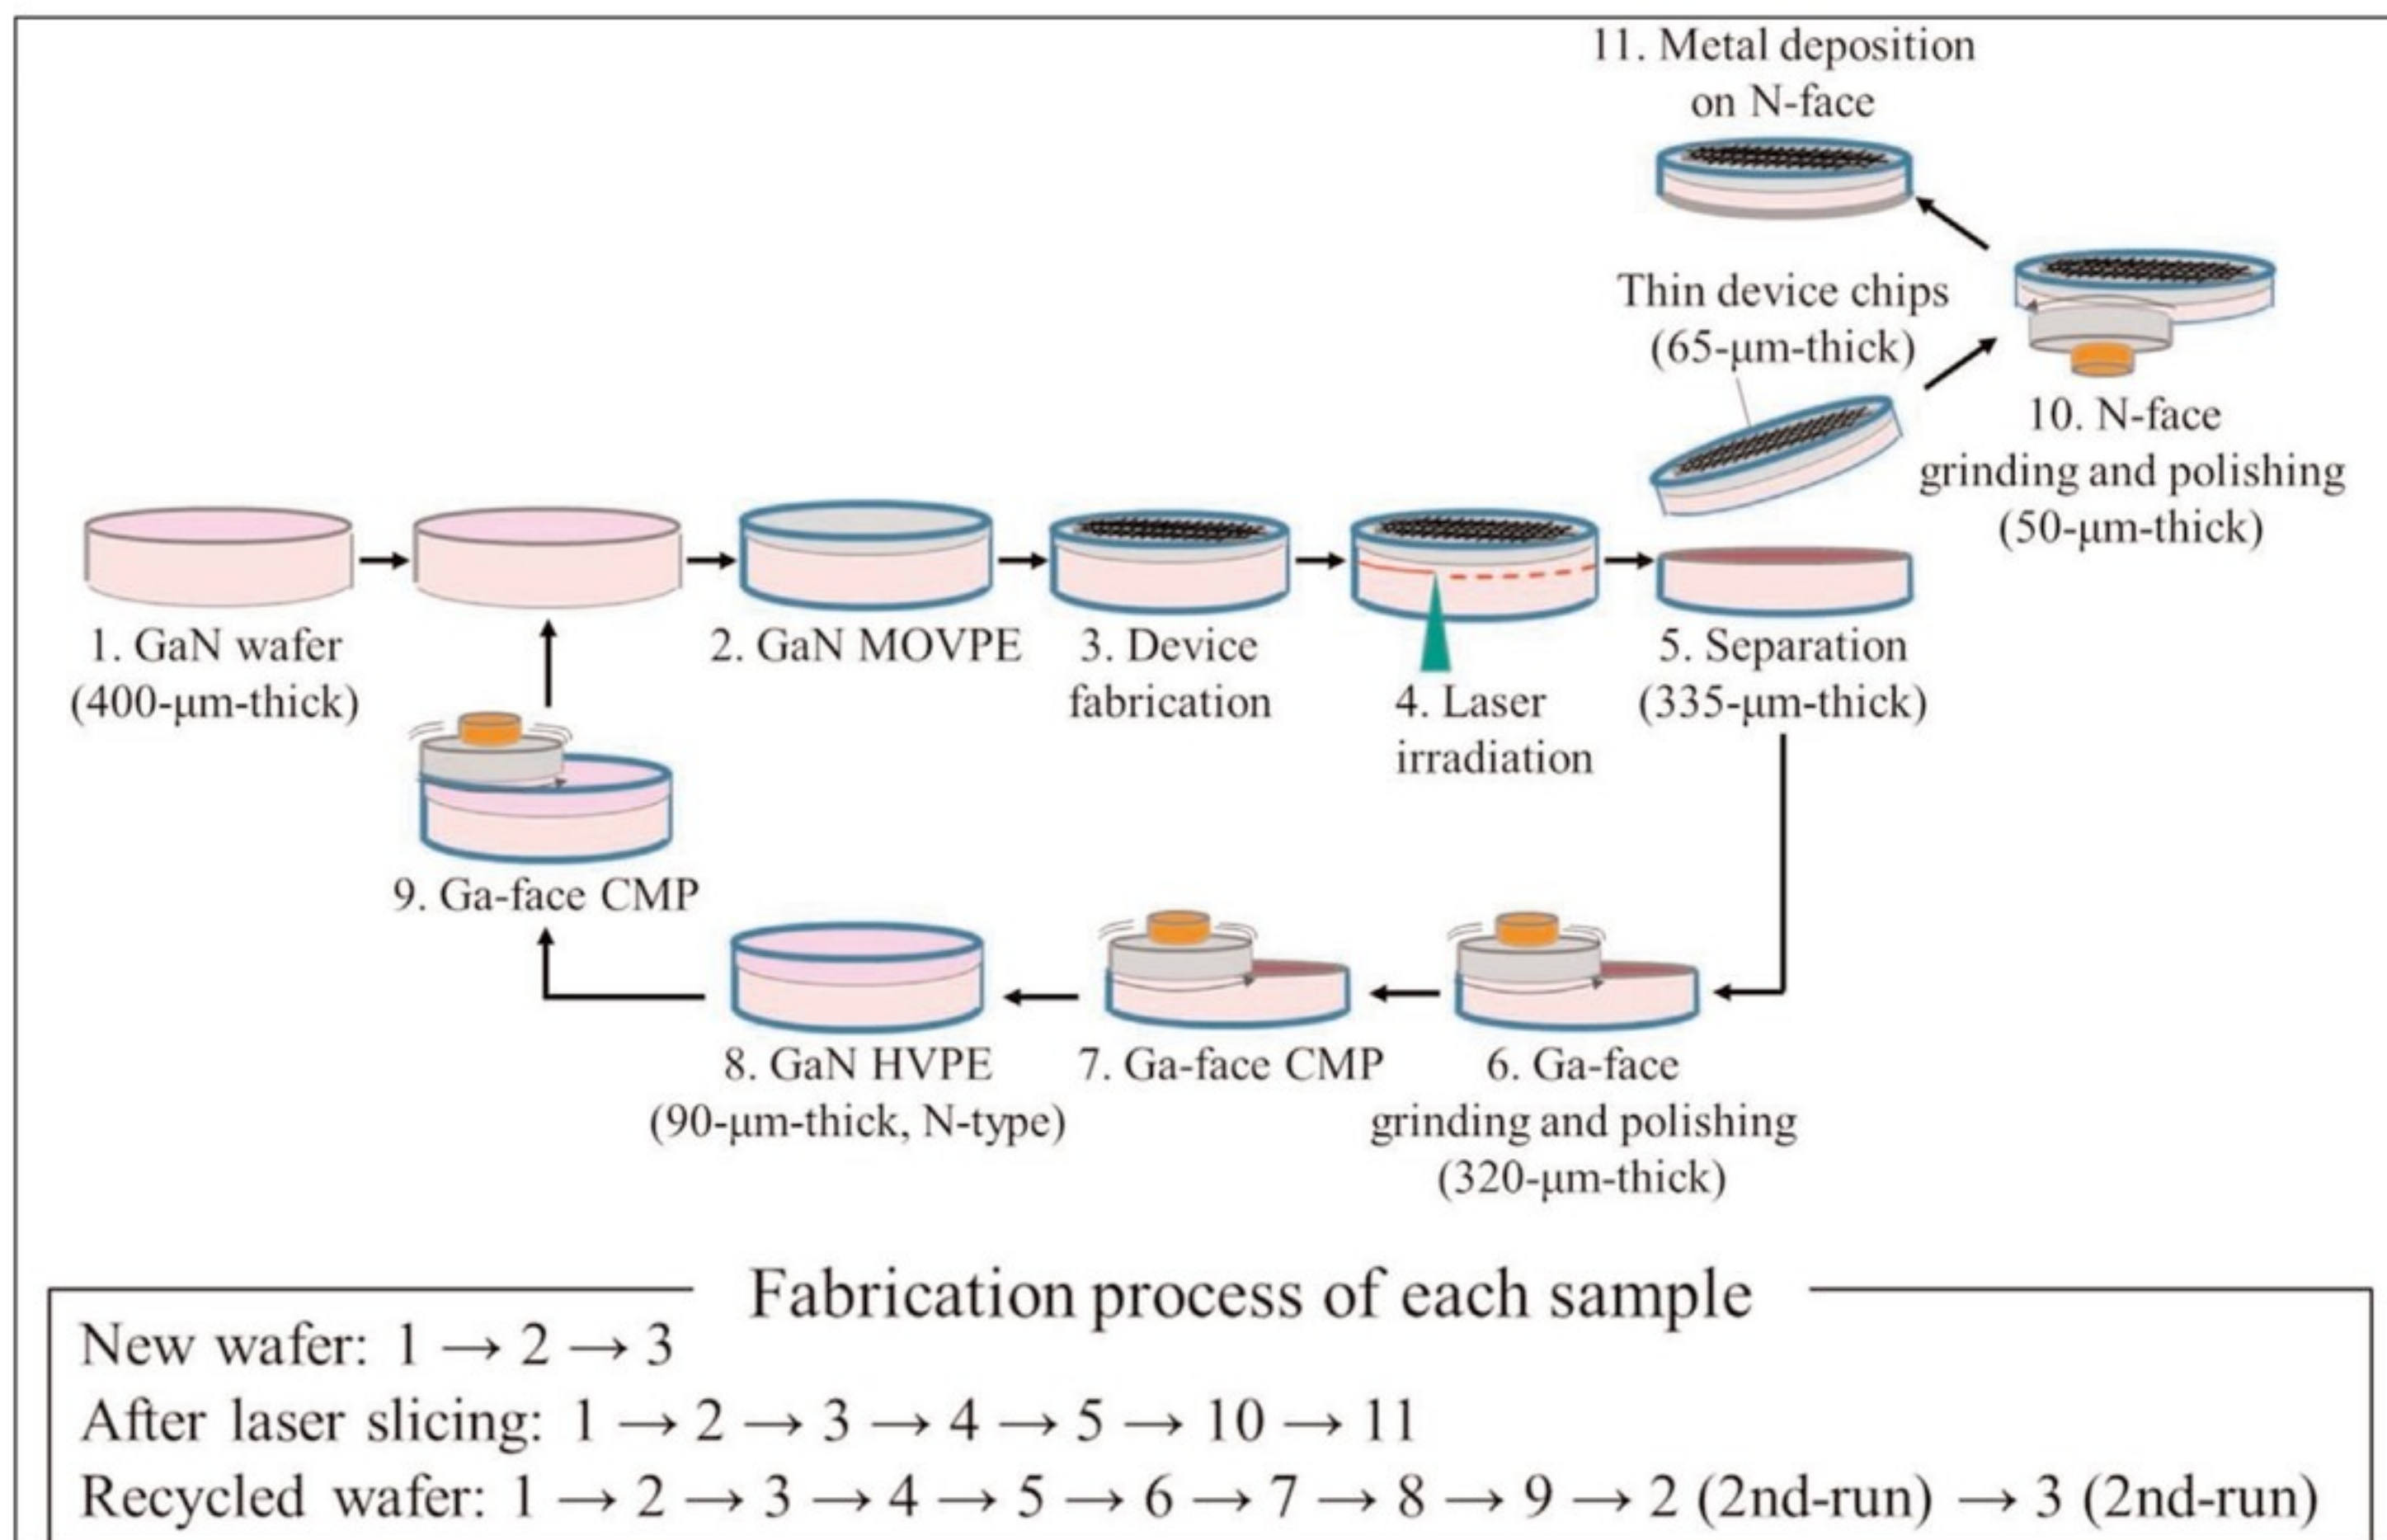 11. Metal deposition
on N-face
Thin device chips
(65-μm-thick)
10. N-face
grinding and polishing
(50-μm-thick)
1. GaN wafer
(400-μm-thick)
2. GaN MOVPE
3. Device
fabrication
4. Laser
irradiation
5. Separation
(335-μm-thick)
9. Ga-face CMP
8. GaN HVPE
(90-μm-thick, N-type)
7. Ga-face CMP
6. Ga-face
grinding and polishing
(320-μm-thick)
Fabrication process of each sample
New wafer: 1 → 2 → 3
After laser slicing: 1 → 2 → 3 → 4 → 5 → 10 → 11
Recycled wafer: 1 → 2 → 3 → 4 → 5 → 6 → 7 → 8 → 9 → 2 (2nd-run) → 3 (2nd-run)